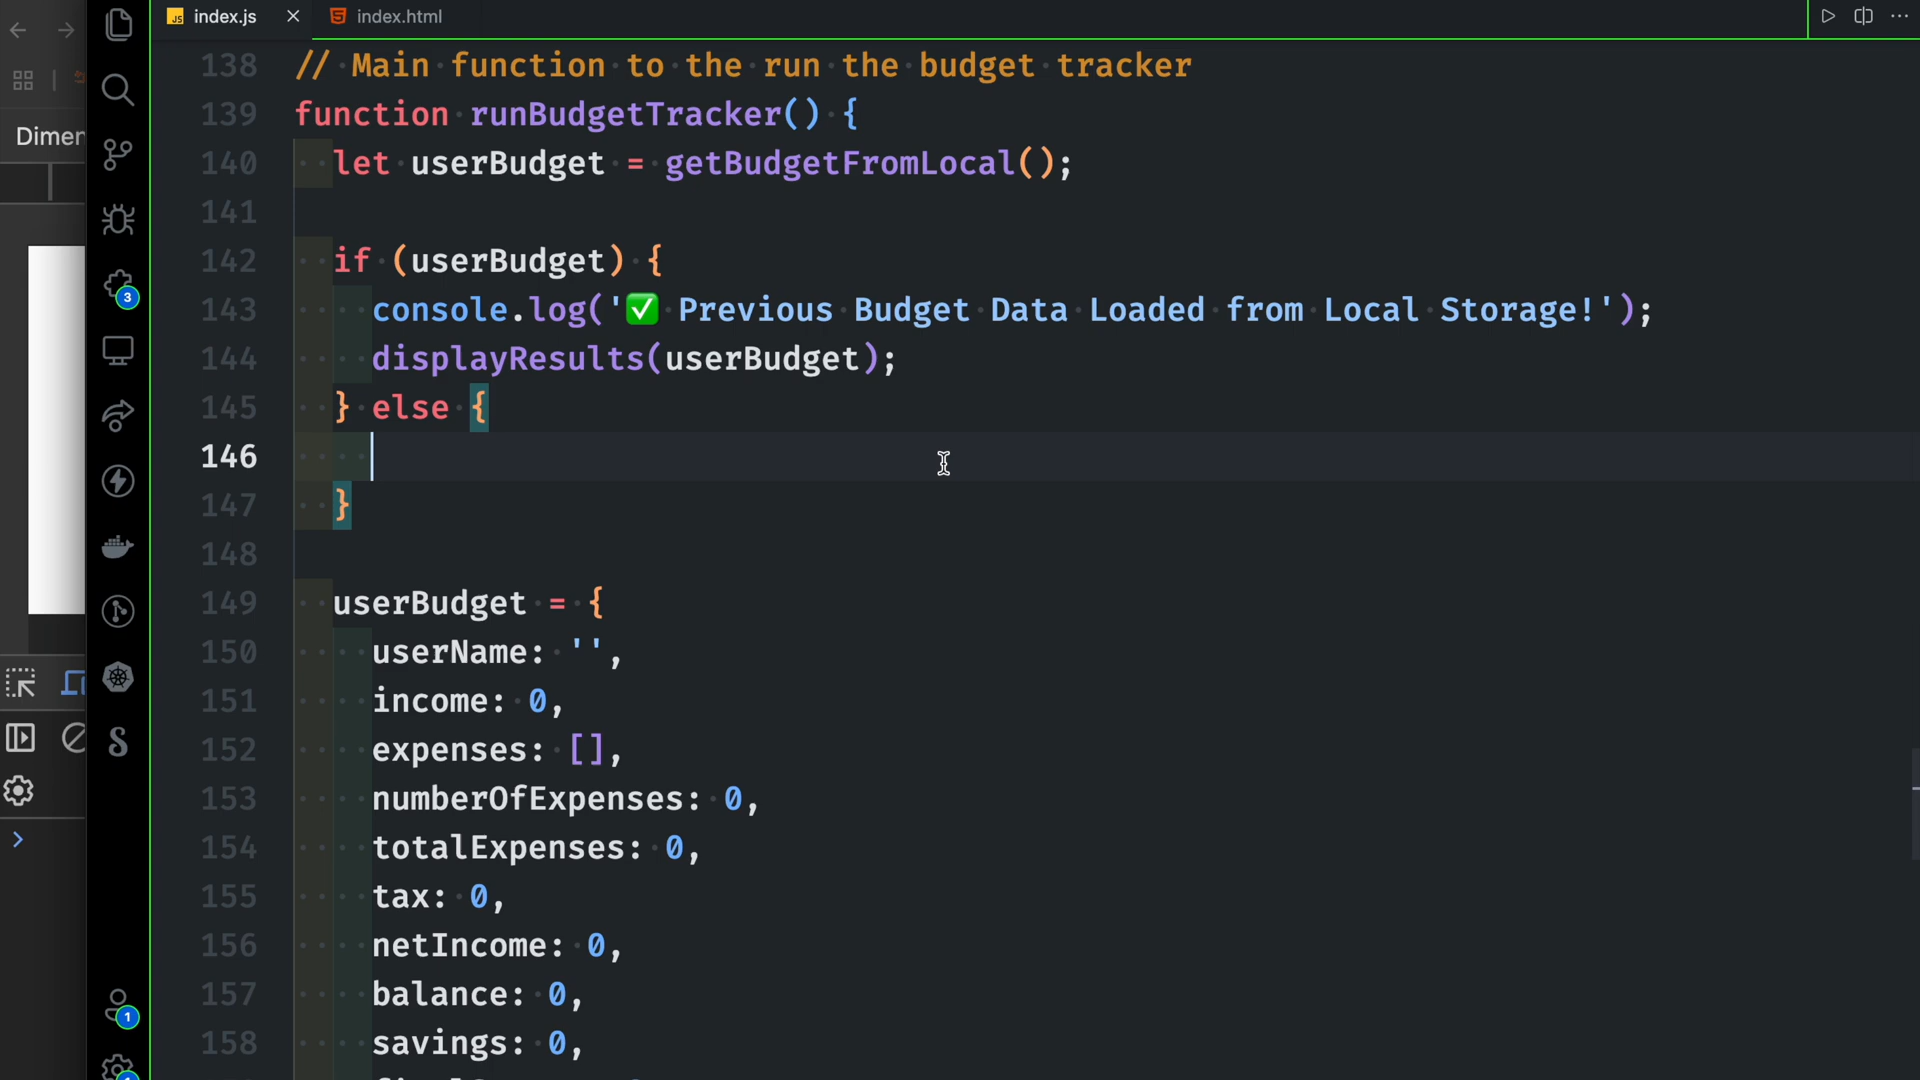 index.js
index.html
Dimen
138 // Main function to the run the budget tracker
139 function runBudgetTracker() {
140 let userBudget = getBudgetFromLocal();
141
142 if (userBudget) {
143 console.log('✅ Previous Budget Data Loaded from Local Storage!');
144 displayResults(userBudget);
145 } else {
146
147 }
148
149 userBudget = {
150 userName: '',
151 income: 0,
152 expenses: [],
153 numberOfExpenses: 0,
154 totalExpenses: 0,
155 tax: 0,
156 netIncome: 0,
157 balance: 0,
158 savings: 0,
3
1